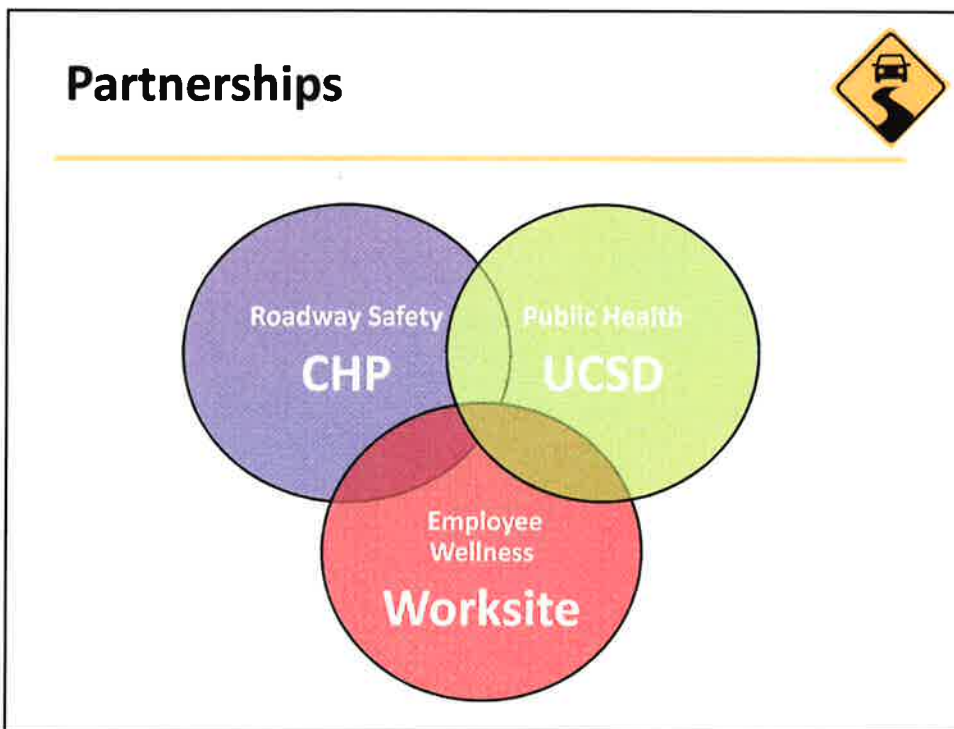 Partnerships
Roadway Safety
CHP
Public Health
UCSD
Employee
Wellness
Worksite